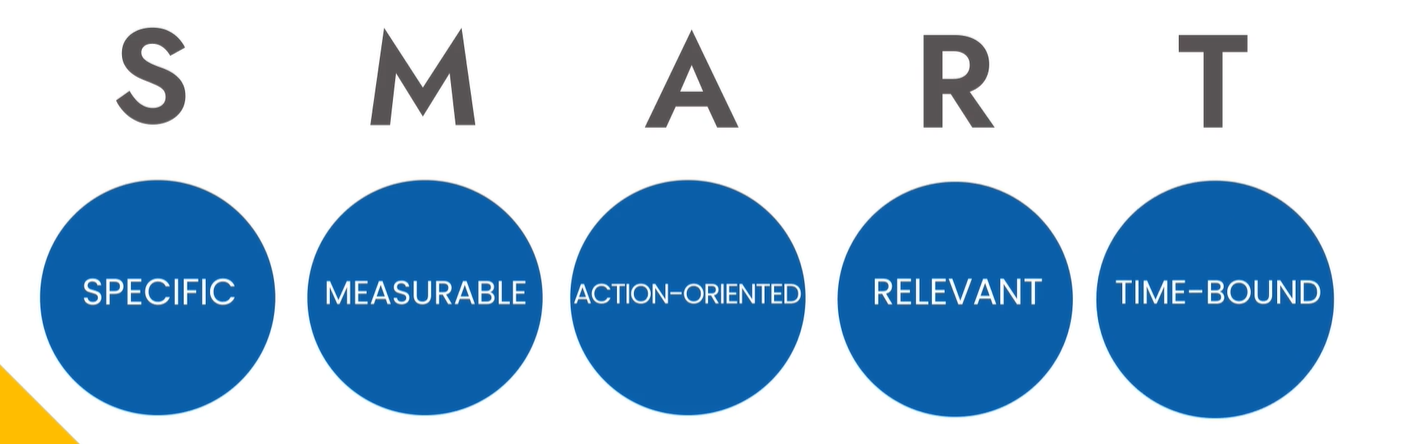 S M A R T
SPECIFIC MEASURABLE ACTION-ORIENTED RELEVANT TIME-BOUND